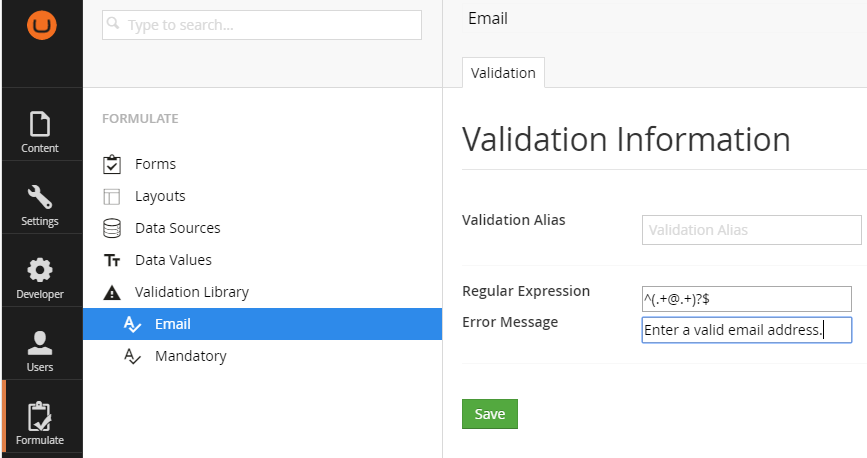 Type to search...
Content
Settings
Developer
Users
Formulate
FORMULATE
Forms
Layouts
Data Sources
Data Values
Validation Library
Email
Mandatory
Email
Validation
Validation Information
Validation Alias
Validation Alias
Regular Expression
^(.+@.+)?$
Error Message
Enter a valid email address.
Save